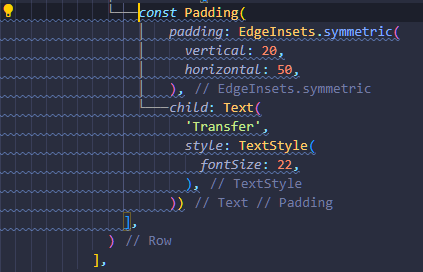 const Padding(
padding: EdgeInsets.symmetric(
vertical: 20,
horizontal: 50,
), // EdgeInsets.symmetric
child: Text(
'Transfer',
style: TextStyle(
fontSize: 22,
), // TextStyle
)) // Text // Padding
],
) // Row
],